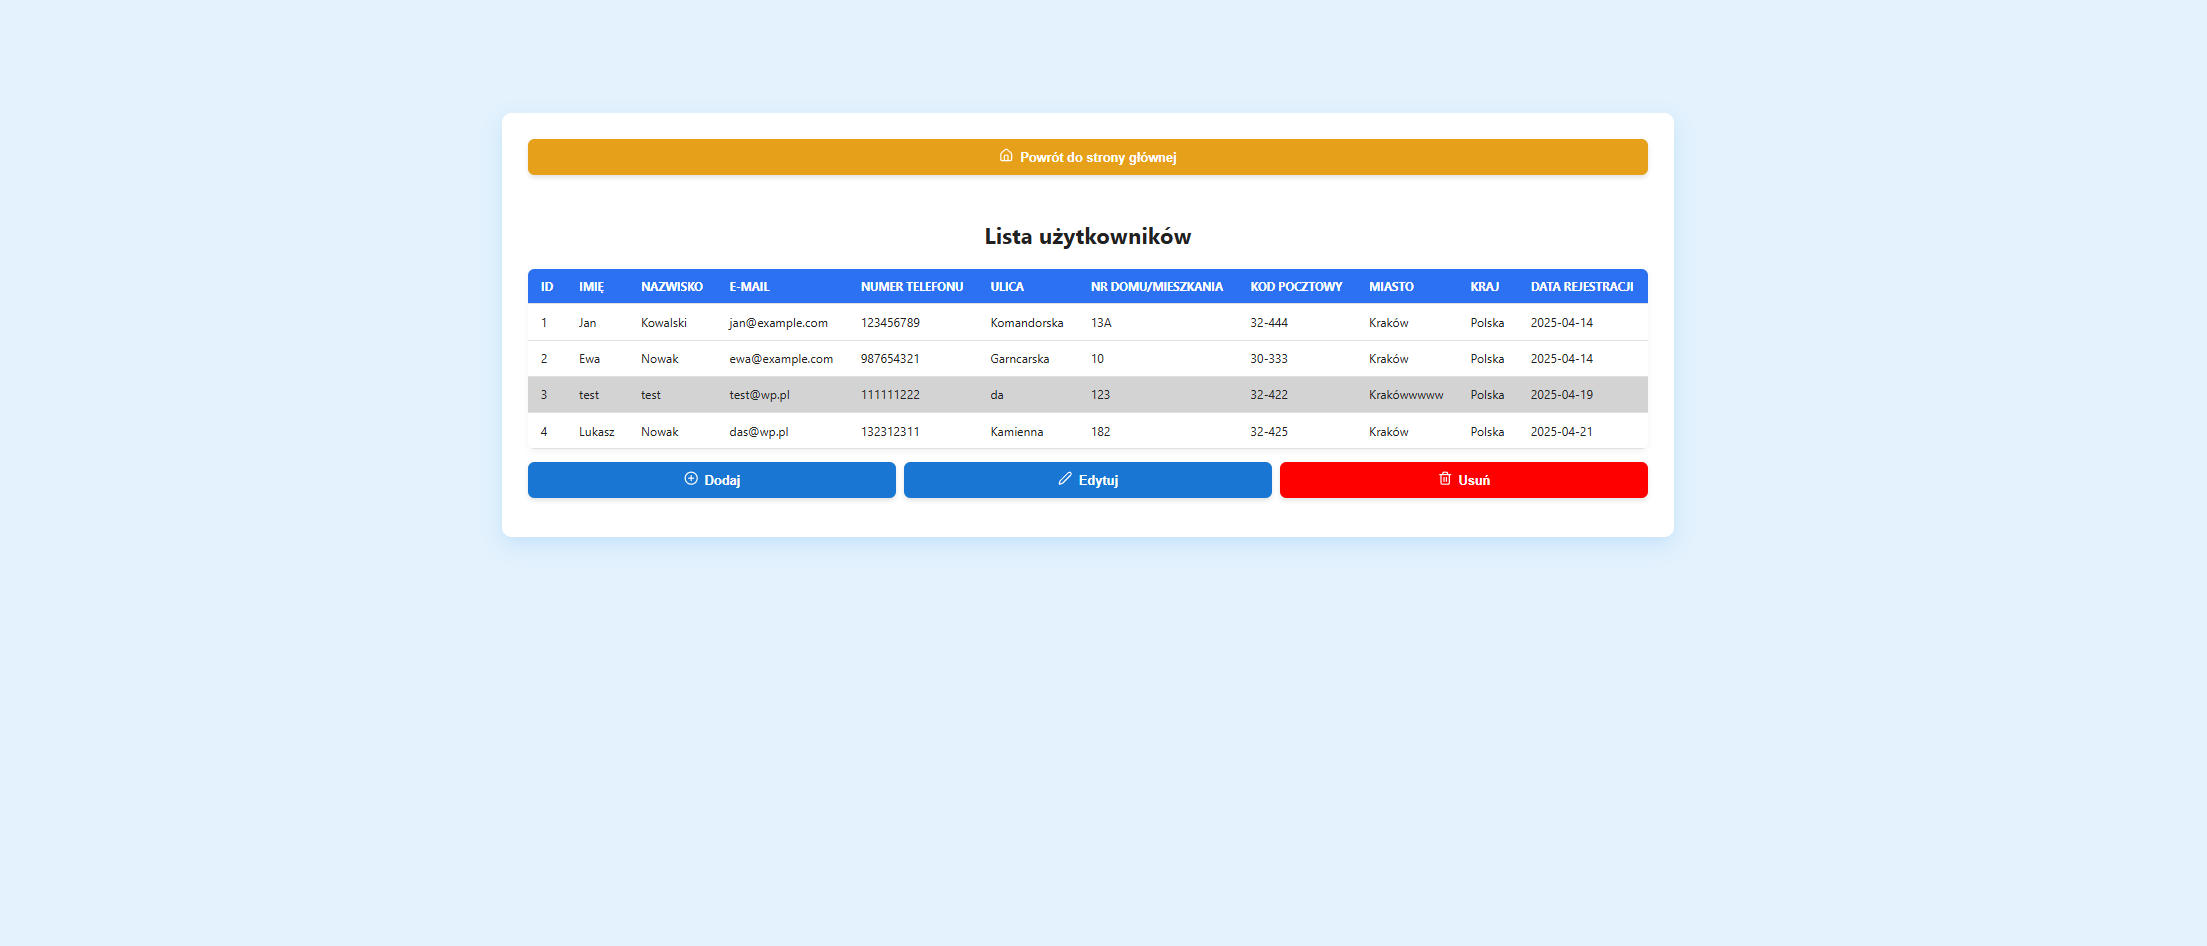 Powrót do strony głównej
Lista użytkowników
ID IMIĘ NAZWISKO E-MAIL NUMER TELEFONU ULICA NR DOMU/MIESZKANIA KOD POCZTOWY MIASTO KRAJ DATA REJESTRACJI
1 Jan Kowalski jan@example.com 123456789 Komandorska 13A 32-444 Kraków Polska 2025-04-14
2 Ewa Nowak ewa@example.com 987654321 Garncarska 10 30-333 Kraków Polska 2025-04-14
3 test test test@wp.pl 111111222 da 123 32-422 Krakówwwww Polska 2025-04-19
4 Lukasz Nowak das@wp.pl 132312311 Kamienna 182 32-425 Kraków Polska 2025-04-21
Dodaj Edytuj Usuń